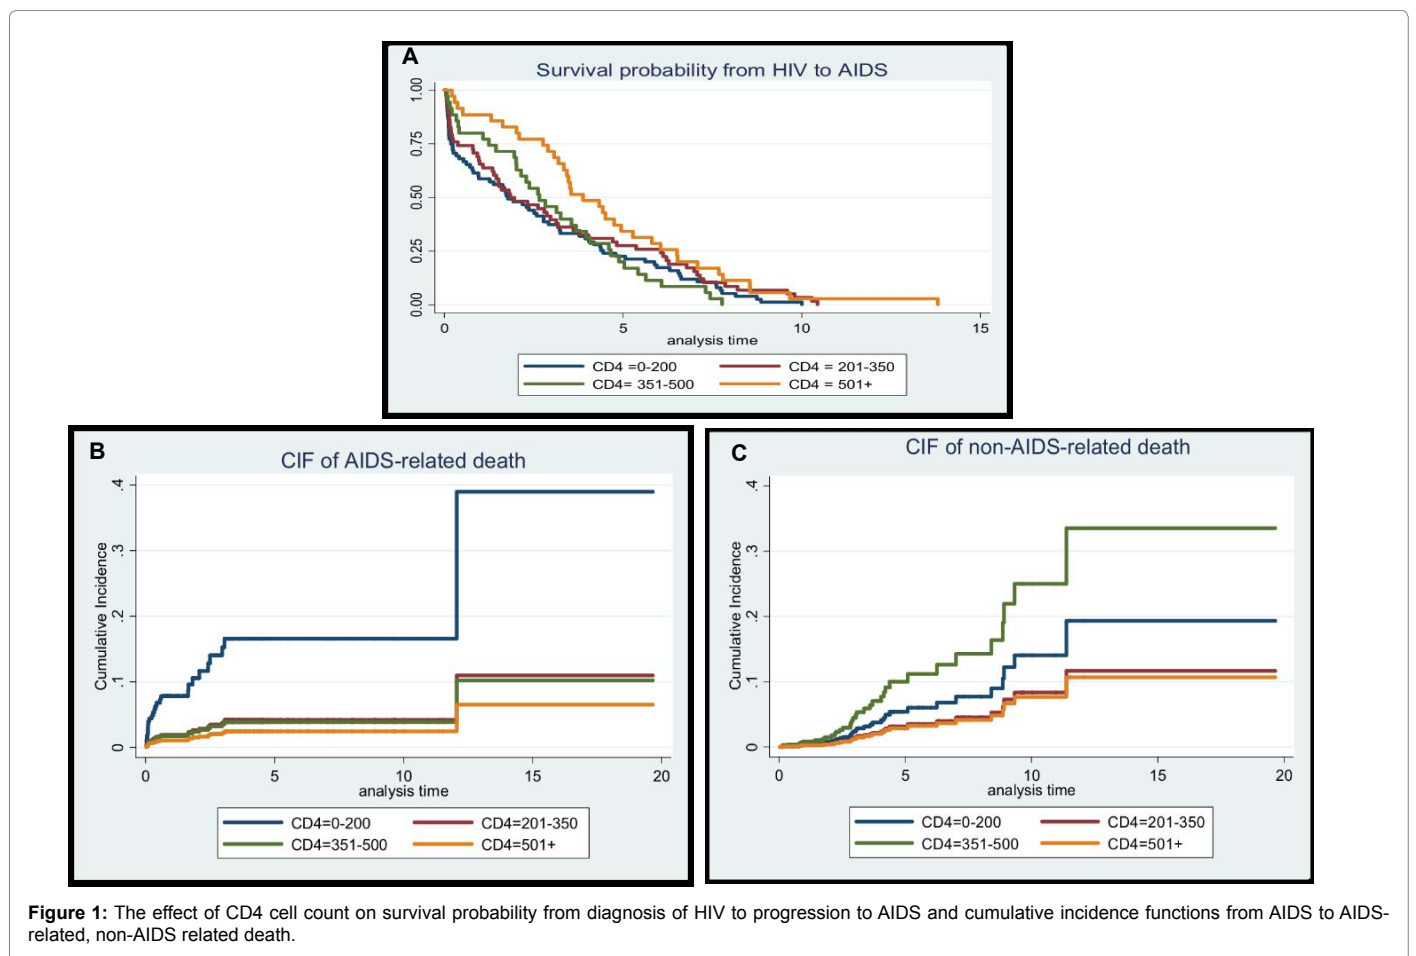 A
Survival probability from HIV to AIDS
1.00
0.75
0.50
0.25
0.00
0 5 10 15
analysis time
CD4 =0-200 CD4 = 201-350
CD4= 351-500 CD4 = 501+
B
CIF of AIDS-related death
Cumulative Incidence
.4
.3
.2
.1
0
0 5 10 15 20
analysis time
CD4=0-200 CD4=201-350
CD4=351-500 CD4=501+
C
CIF of non-AIDS-related death
Cumulative Incidence
.4
.3
.2
.1
0
0 5 10 15 20
analysis time
CD4=0-200 CD4=201-350
CD4=351-500 CD4=501+
Figure 1: The effect of CD4 cell count on survival probability from diagnosis of HIV to progression to AIDS and cumulative incidence functions from AIDS to AIDS-
related, non-AIDS related death.